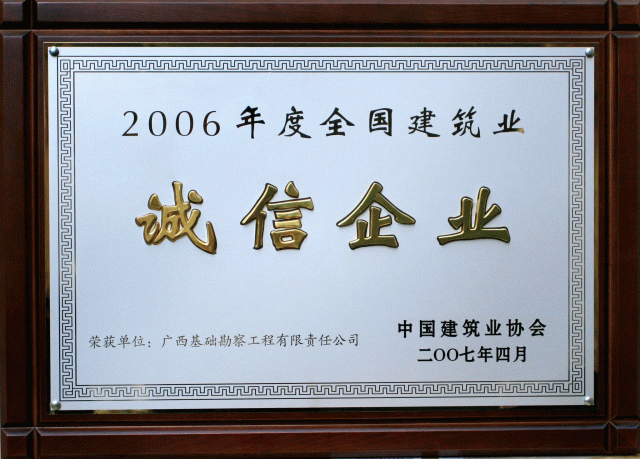 2006年度全国建筑业
诚信企业
荣获单位：广西基础勘察工程有限责任公司
中国建筑业协会
二〇〇七年四月